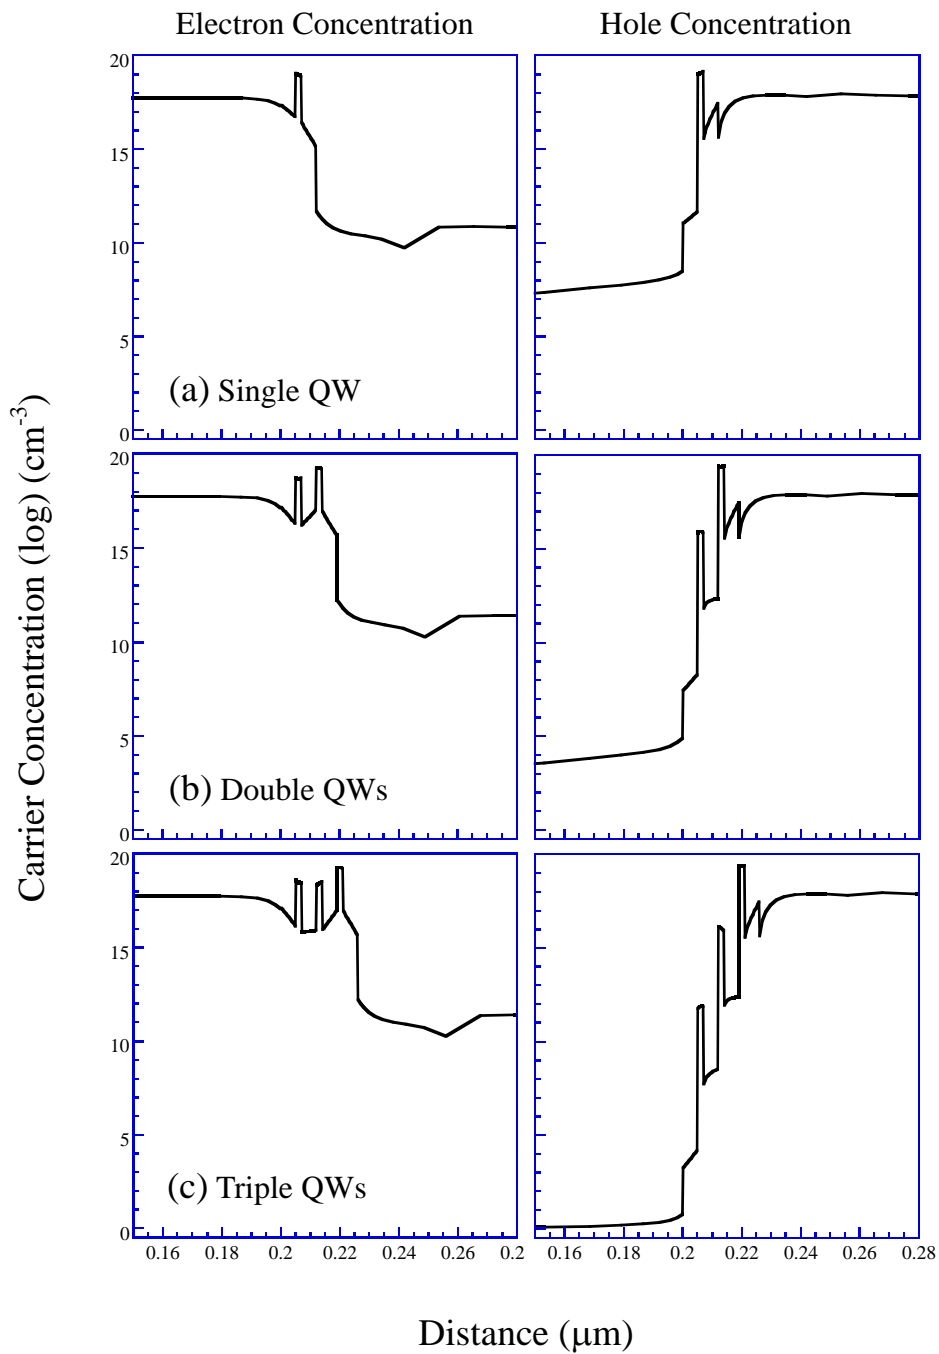 Electron Concentration
Hole Concentration
20
15
10
5
0
(a) Single QW
20
15
10
5
0
(b) Double QWs
20
15
10
5
0
(c) Triple QWs
0.16 0.2 0.22 0.24 0.26 0.2
0.16 0.18 0.2 0.22 0.24 0.26 0.28
Carrier Concentration (log) (cm⁻³)
Distance (μm)